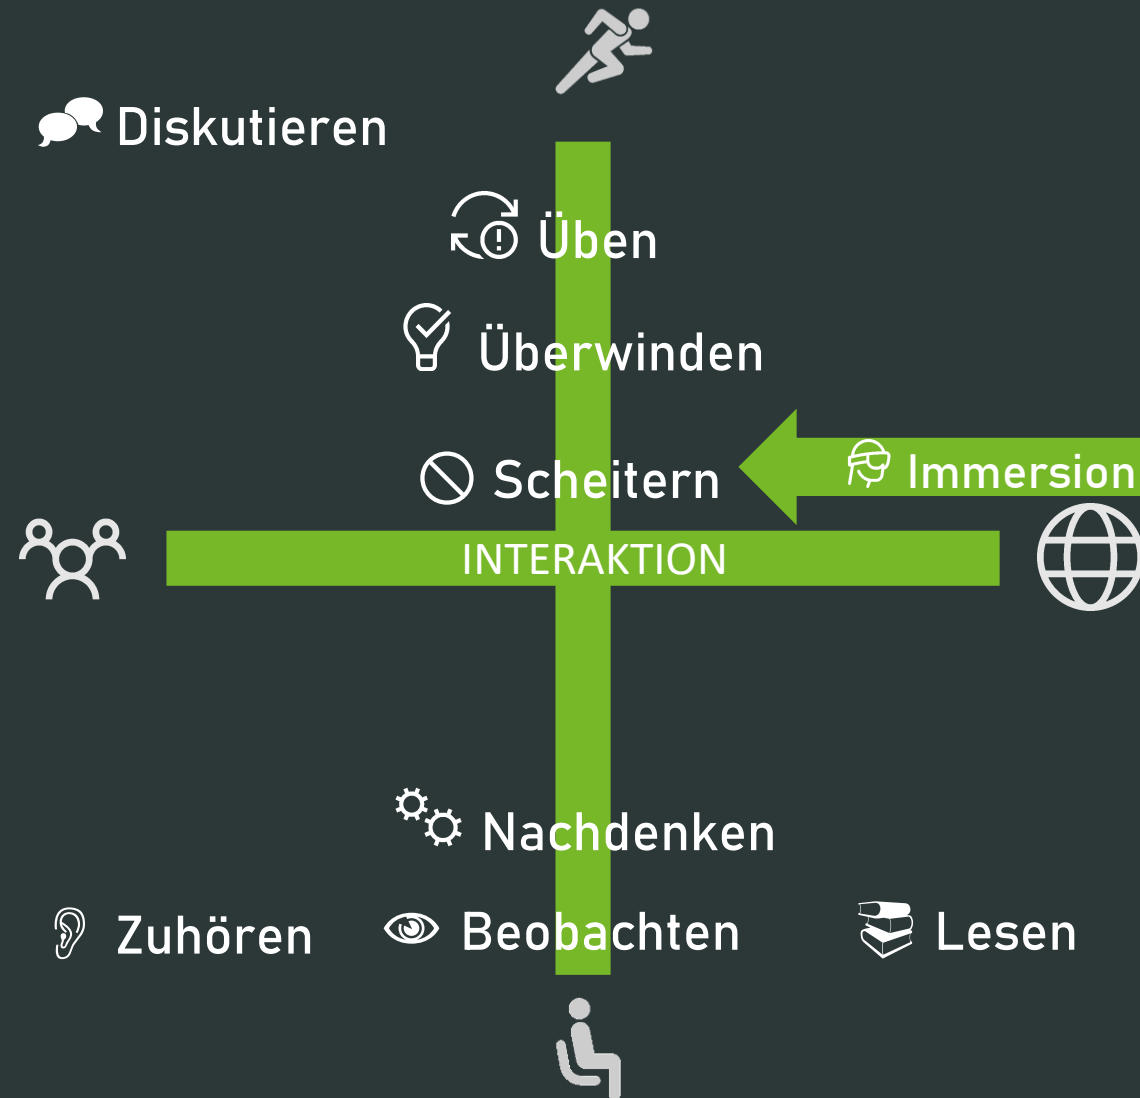 Diskutieren
Üben
Überwinden
Scheitern
Immersion
INTERAKTION
Nachdenken
Zuhören
Beobachten
Lesen